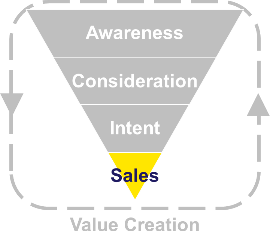 Awareness
Consideration
Intent
Sales
Value Creation